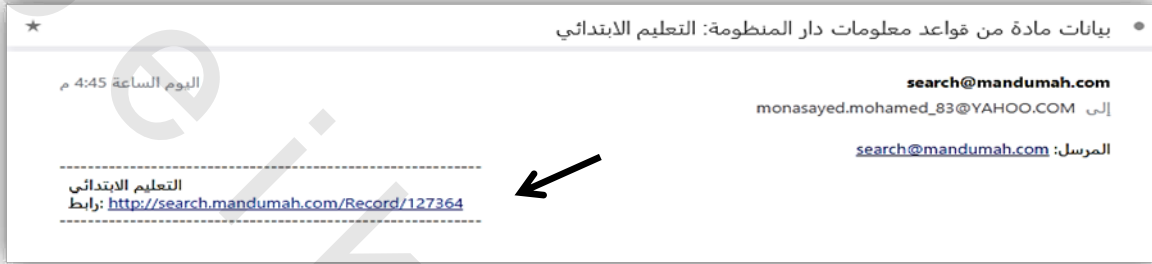 بيانات مادة من قواعد معلومات دار المنظومة: التعليم الابتدائي
search@mandumah.com
اليوم الساعة 4:45 م
إلى monasayed.mohamed_83@YAHOO.COM
المرسل: search@mandumah.com
التعليم الابتدائي
رابط: http://search.mandumah.com/Record/127364